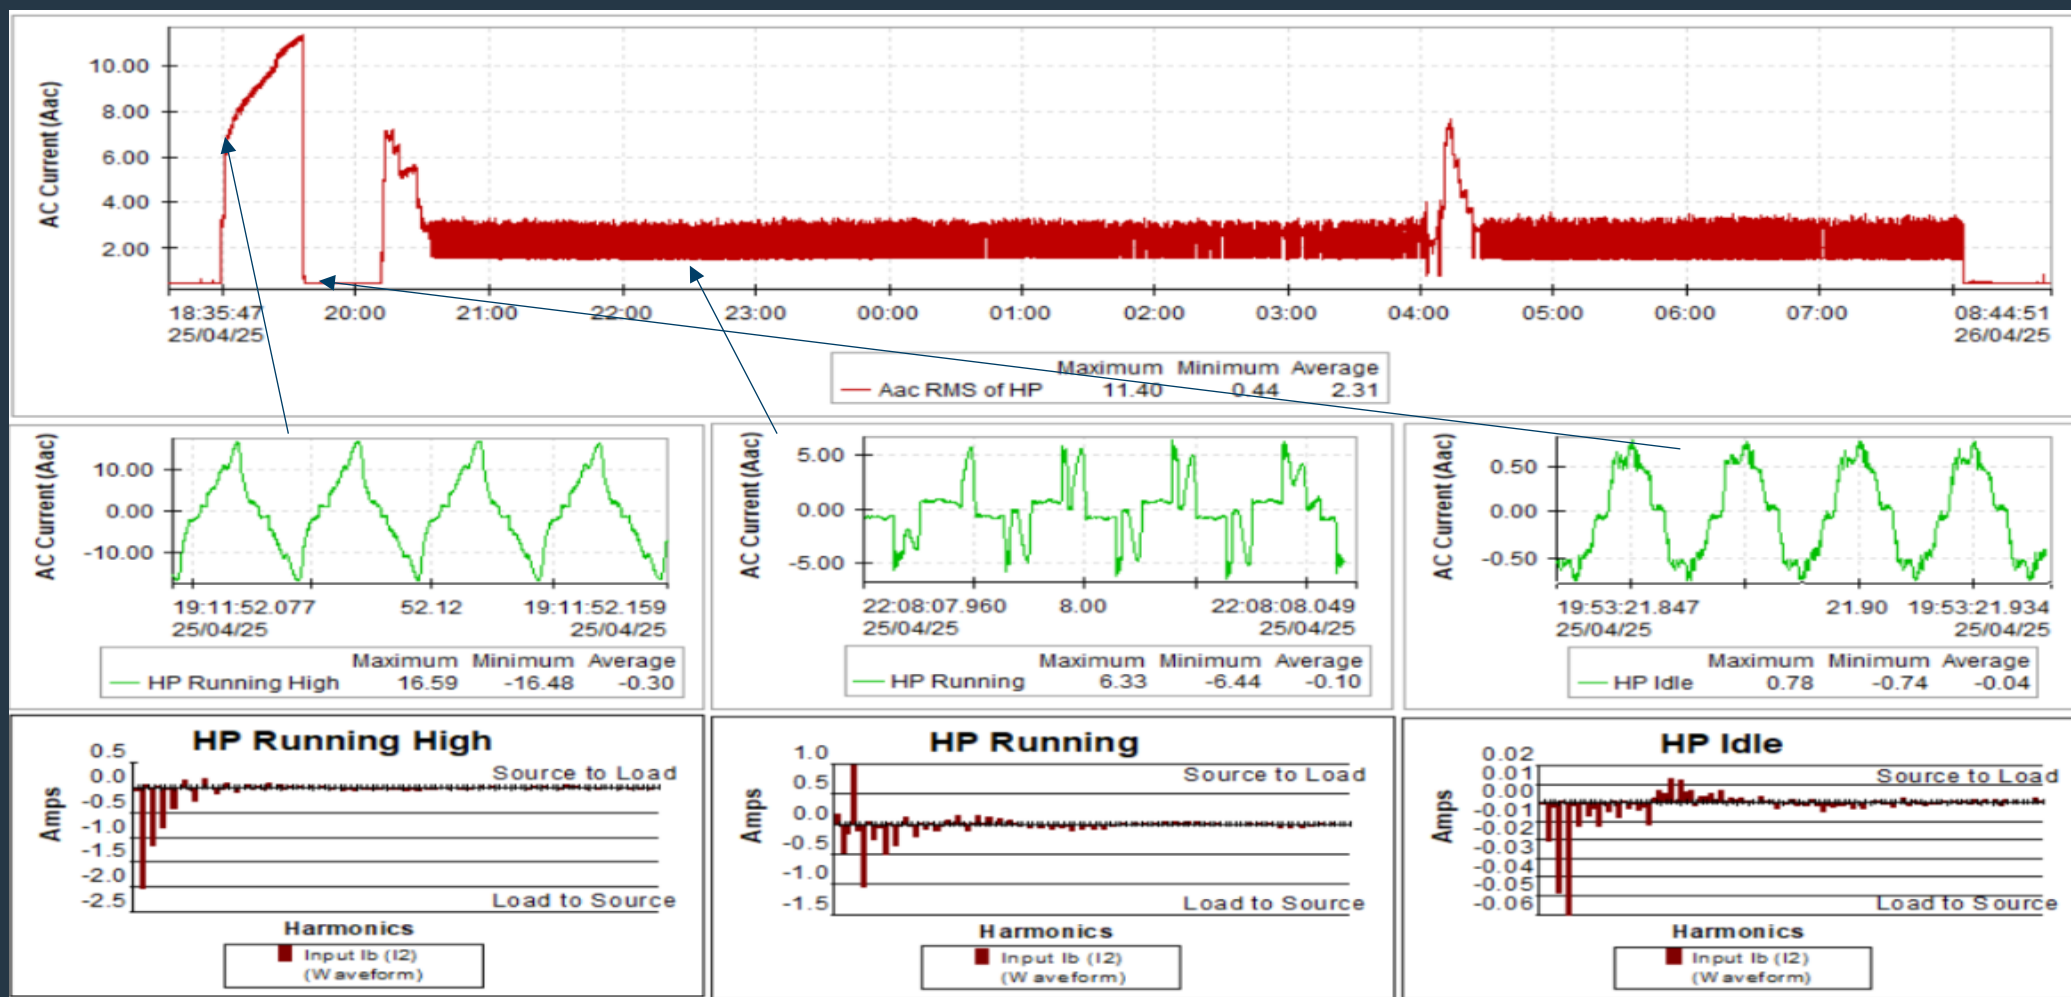 AC Current (Aac)
10.00
8.00
6.00
4.00
2.00
18:35:47 20:00 21:00 22:00 23:00 00:00 01:00 02:00 03:00 04:00 05:00 06:00 07:00 08:44:51
25/04/25 26/04/25
Maximum Minimum Average
Aac RMS of HP 11.40 0.44 2.31
AC Current (Aac)
10.00
0.00
-10.00
19:11:52.077 52.12 19:11:52.159
25/04/25 25/04/25
Maximum Minimum Average
HP Running High 16.59 -16.48 -0.30
AC Current (Aac)
5.00
0.00
-5.00
22:08:07.960 8.00 22:08:08.049
25/04/25 25/04/25
Maximum Minimum Average
HP Running 6.33 -6.44 -0.10
AC Current (Aac)
0.50
0.00
-0.50
19:53:21.847 21.90 19:53:21.934
25/04/25 25/04/25
Maximum Minimum Average
HP Idle 0.78 -0.74 -0.04
HP Running High
Amps
0.5
0.0
-0.5
-1.0
-1.5
-2.0
-2.5
Source to Load
Load to Source
Harmonics
Input Ib (I2)
(Waveform)
HP Running
Amps
1.0
0.5
0.0
-0.5
-1.0
-1.5
Source to Load
Load to Source
Harmonics
Input Ib (I2)
(Waveform)
HP Idle
Amps
0.02
0.01
0.00
-0.01
-0.02
-0.03
-0.04
-0.05
-0.06
Source to Load
Load to Source
Harmonics
Input Ib (I2)
(Waveform)